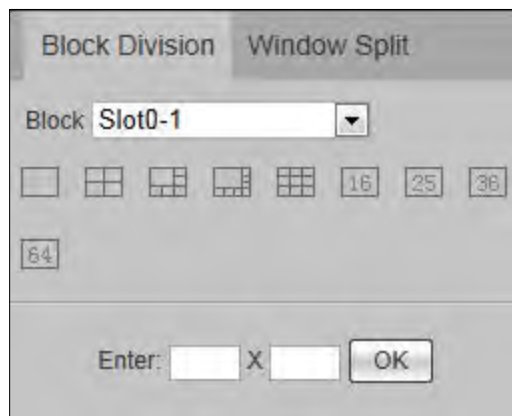 Block Division Window Split
Block Slot0-1
16 25 36
64
Enter: X OK